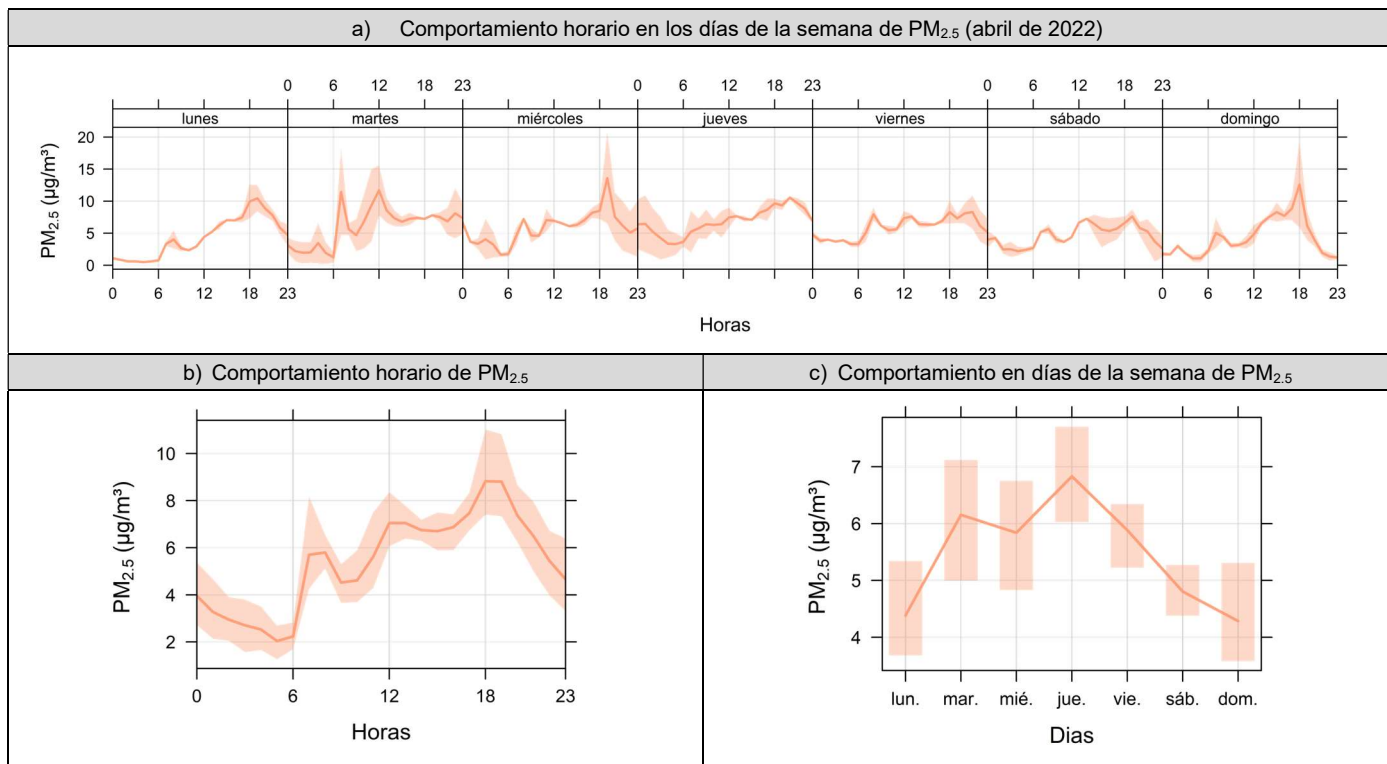 a) Comportamiento horario en los días de la semana de PM2.5 (abril de 2022)
0 6 12 18 23 0 6 12 18 23 0 6 12 18 23
lunes martes miércoles jueves viernes sábado domingo
PM2.5 (µg/m³)
20
15
10
5
0
0 6 12 18 23 0 6 12 18 23 0 6 12 18 23 0 6 12 18 23
Horas
b) Comportamiento horario de PM2.5
PM2.5 (µg/m³)
10
8
6
4
2
0 6 12 18 23
Horas
c) Comportamiento en días de la semana de PM2.5
PM2.5 (µg/m³)
7
6
5
4
lun. mar. mié. jue. vie. sáb. dom.
Dias